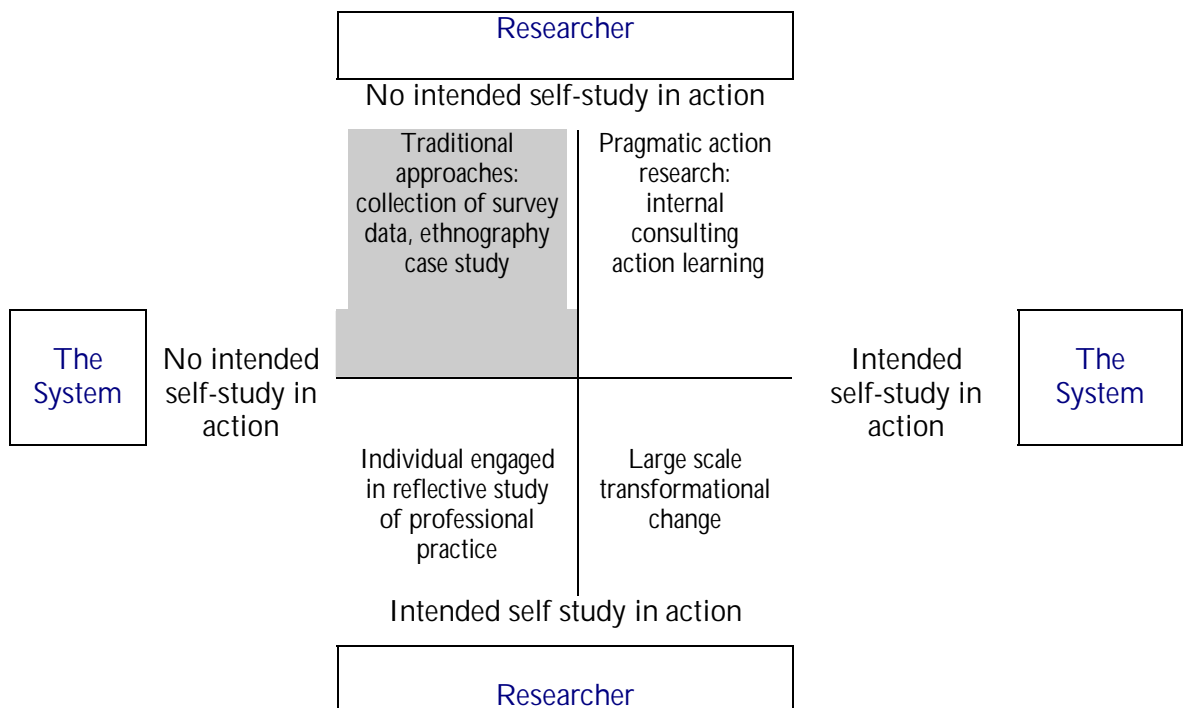 Researcher
No intended self-study in action
Traditional
approaches:
collection of survey
data, ethnography
case study
Pragmatic action
research:
internal
consulting
action learning
The
System
No intended
self-study in
action
Intended
self-study in
action
The
System
Individual engaged
in reflective study
of professional
practice
Large scale
transformational
change
Intended self study in action
Researcher